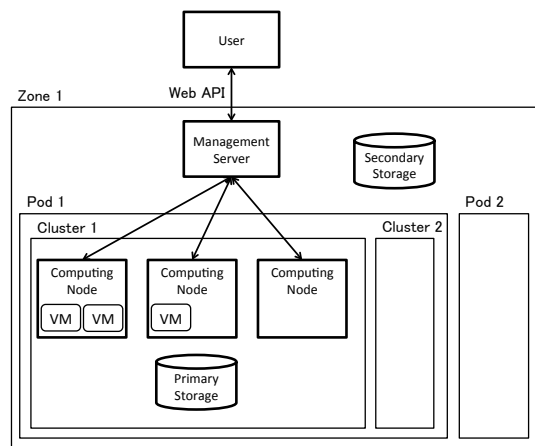 User
Web API
Zone 1
Management
Server
Secondary
Storage
Pod 1
Pod 2
Cluster 1
Cluster 2
Computing
Node
VM
VM
Computing
Node
VM
Computing
Node
Primary
Storage